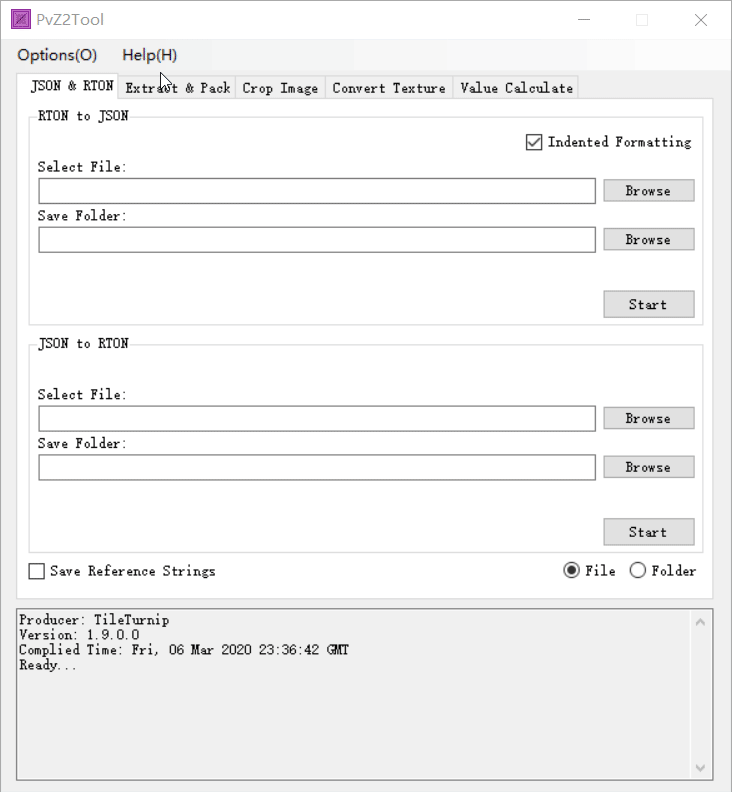 PvZ2Tool
Options(O) Help(H)
JSON & RTON Extract & Pack Crop Image Convert Texture Value Calculate
RTON to JSON
Indented Formatting
Select File:
Browse
Save Folder:
Browse
Start
JSON to RTON
Select File:
Browse
Save Folder:
Browse
Start
Save Reference Strings File Folder
Producer: TileTurnip
Version: 1.9.0.0
Complied Time: Fri, 06 Mar 2020 23:36:42 GMT
Ready...